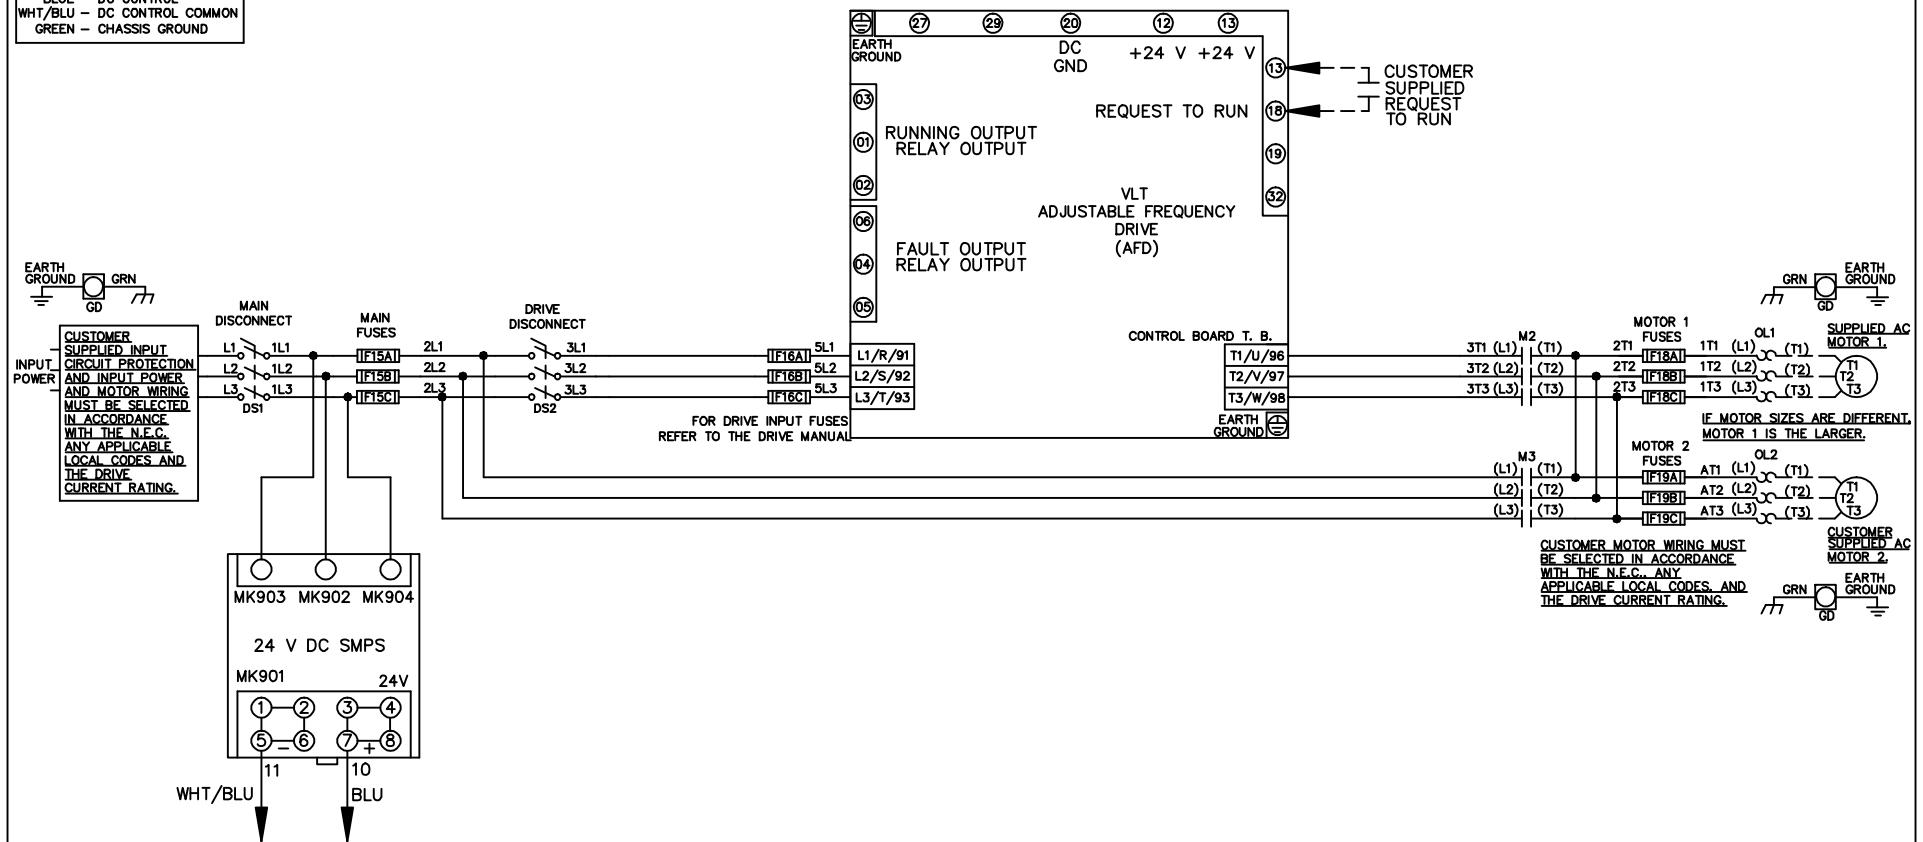 WHT/BLU – DC CONTROL COMMON
GREEN – CHASSIS GROUND
27 29 20 12 13
EARTH
GROUND
DC
GND
+24 V +24 V
13
CUSTOMER
SUPPLIED
REQUEST
TO RUN
REQUEST TO RUN 18
19
32
03
01
02
RUNNING OUTPUT
RELAY OUTPUT
06
04
05
FAULT OUTPUT
RELAY OUTPUT
VLT
ADJUSTABLE FREQUENCY
DRIVE
(AFD)
CONTROL BOARD T. B.
EARTH
GROUND
GRN
GD
INPUT
POWER
CUSTOMER
SUPPLIED INPUT
CIRCUIT PROTECTION
AND INPUT POWER
AND MOTOR WIRING
MUST BE SELECTED
IN ACCORDANCE
WITH THE N.E.C.
ANY APPLICABLE
LOCAL CODES AND
THE DRIVE
CURRENT RATING.
MAIN
DISCONNECT
L1 1L1
L2 1L2
L3 1L3
DS1
MAIN
FUSES
F15A 2L1
F15B 2L2
F15C 2L3
DRIVE
DISCONNECT
3L1
3L2
3L3
DS2
F16A 5L1
F16B 5L2
F16C 5L3
FOR DRIVE INPUT FUSES
REFER TO THE DRIVE MANUAL
L1/R/91
L2/S/92
L3/T/93
T1/U/96
T2/V/97
T3/W/98
EARTH
GROUND
M2
3T1 (L1) (T1)
3T2 (L2) (T2)
3T3 (L3) (T3)
MOTOR 1
FUSES
2T1 F18A 1T1 (L1)
2T2 F18B 1T2 (L2)
2T3 F18C 1T3 (L3)
OL1
(T1)
(T2)
(T3)
T1
T2
T3
GRN
GD
EARTH
GROUND
SUPPLIED AC
MOTOR 1.
IF MOTOR SIZES ARE DIFFERENT,
MOTOR 1 IS THE LARGER.
M3
(L1) (T1)
(L2) (T2)
(L3) (T3)
MOTOR 2
FUSES
F19A AT1 (L1)
F19B AT2 (L2)
F19C AT3 (L3)
OL2
(T1)
(T2)
(T3)
T1
T2
T3
CUSTOMER
SUPPLIED AC
MOTOR 2.
CUSTOMER MOTOR WIRING MUST
BE SELECTED IN ACCORDANCE
WITH THE N.E.C., ANY
APPLICABLE LOCAL CODES, AND
THE DRIVE CURRENT RATING.
GRN
GD
EARTH
GROUND
MK903 MK902 MK904
24 V DC SMPS
MK901
24V
1 2 3 4
5 – 6 7 + 8
11 10
WHT/BLU BLU